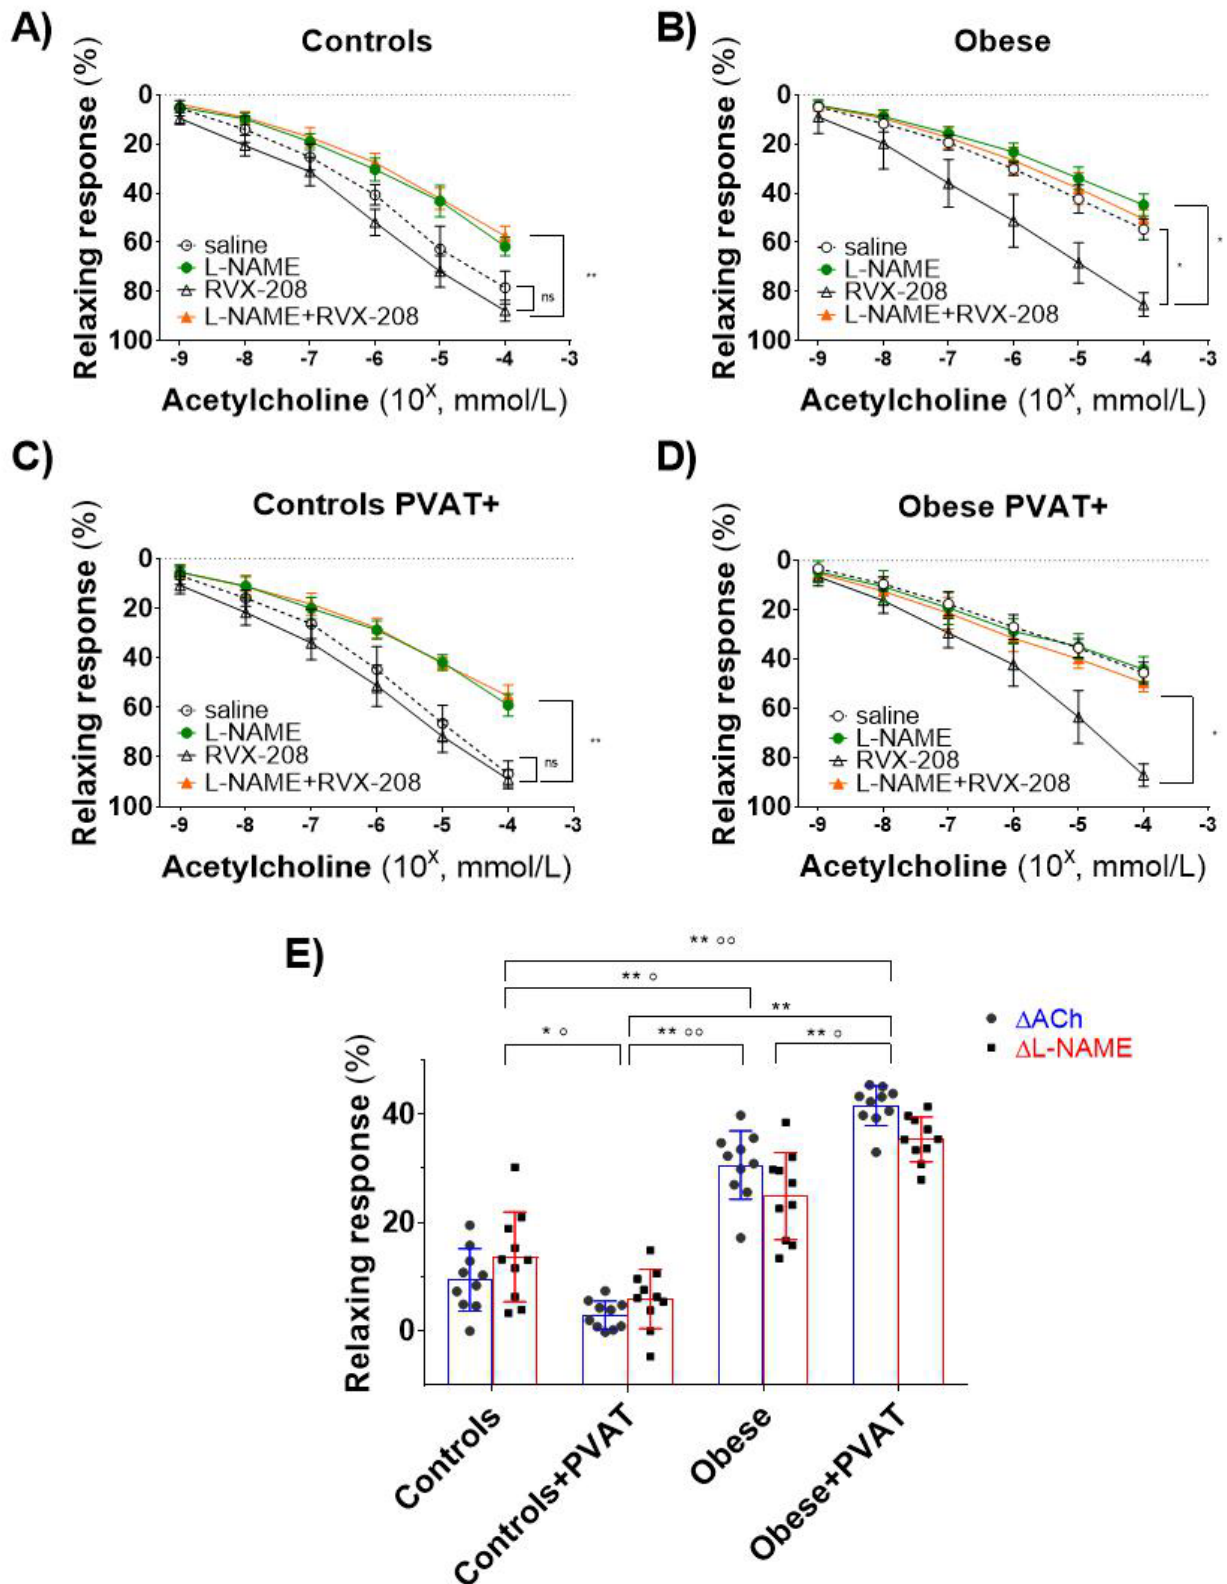 A)
Controls
Relaxing response (%)
0
20
40
60
80
100
saline
L-NAME
RVX-208
L-NAME+RVX-208
ns
**
-9 -8 -7 -6 -5 -4 -3
Acetylcholine (10^x, mmol/L)
B)
Obese
Relaxing response (%)
0
20
40
60
80
100
saline
L-NAME
RVX-208
L-NAME+RVX-208
*
*
-9 -8 -7 -6 -5 -4 -3
Acetylcholine (10^x, mmol/L)
C)
Controls PVAT+
Relaxing response (%)
0
20
40
60
80
100
saline
L-NAME
RVX-208
L-NAME+RVX-208
ns
**
-9 -8 -7 -6 -5 -4 -3
Acetylcholine (10^x, mmol/L)
D)
Obese PVAT+
Relaxing response (%)
0
20
40
60
80
100
saline
L-NAME
RVX-208
L-NAME+RVX-208
*
-9 -8 -7 -6 -5 -4 -3
Acetylcholine (10^x, mmol/L)
E)
** ○○
** ○
**
* ○ ** ○○ ** ○
ΔACh
ΔL-NAME
Relaxing response (%)
40
20
0
Controls
Controls+PVAT
Obese
Obese+PVAT